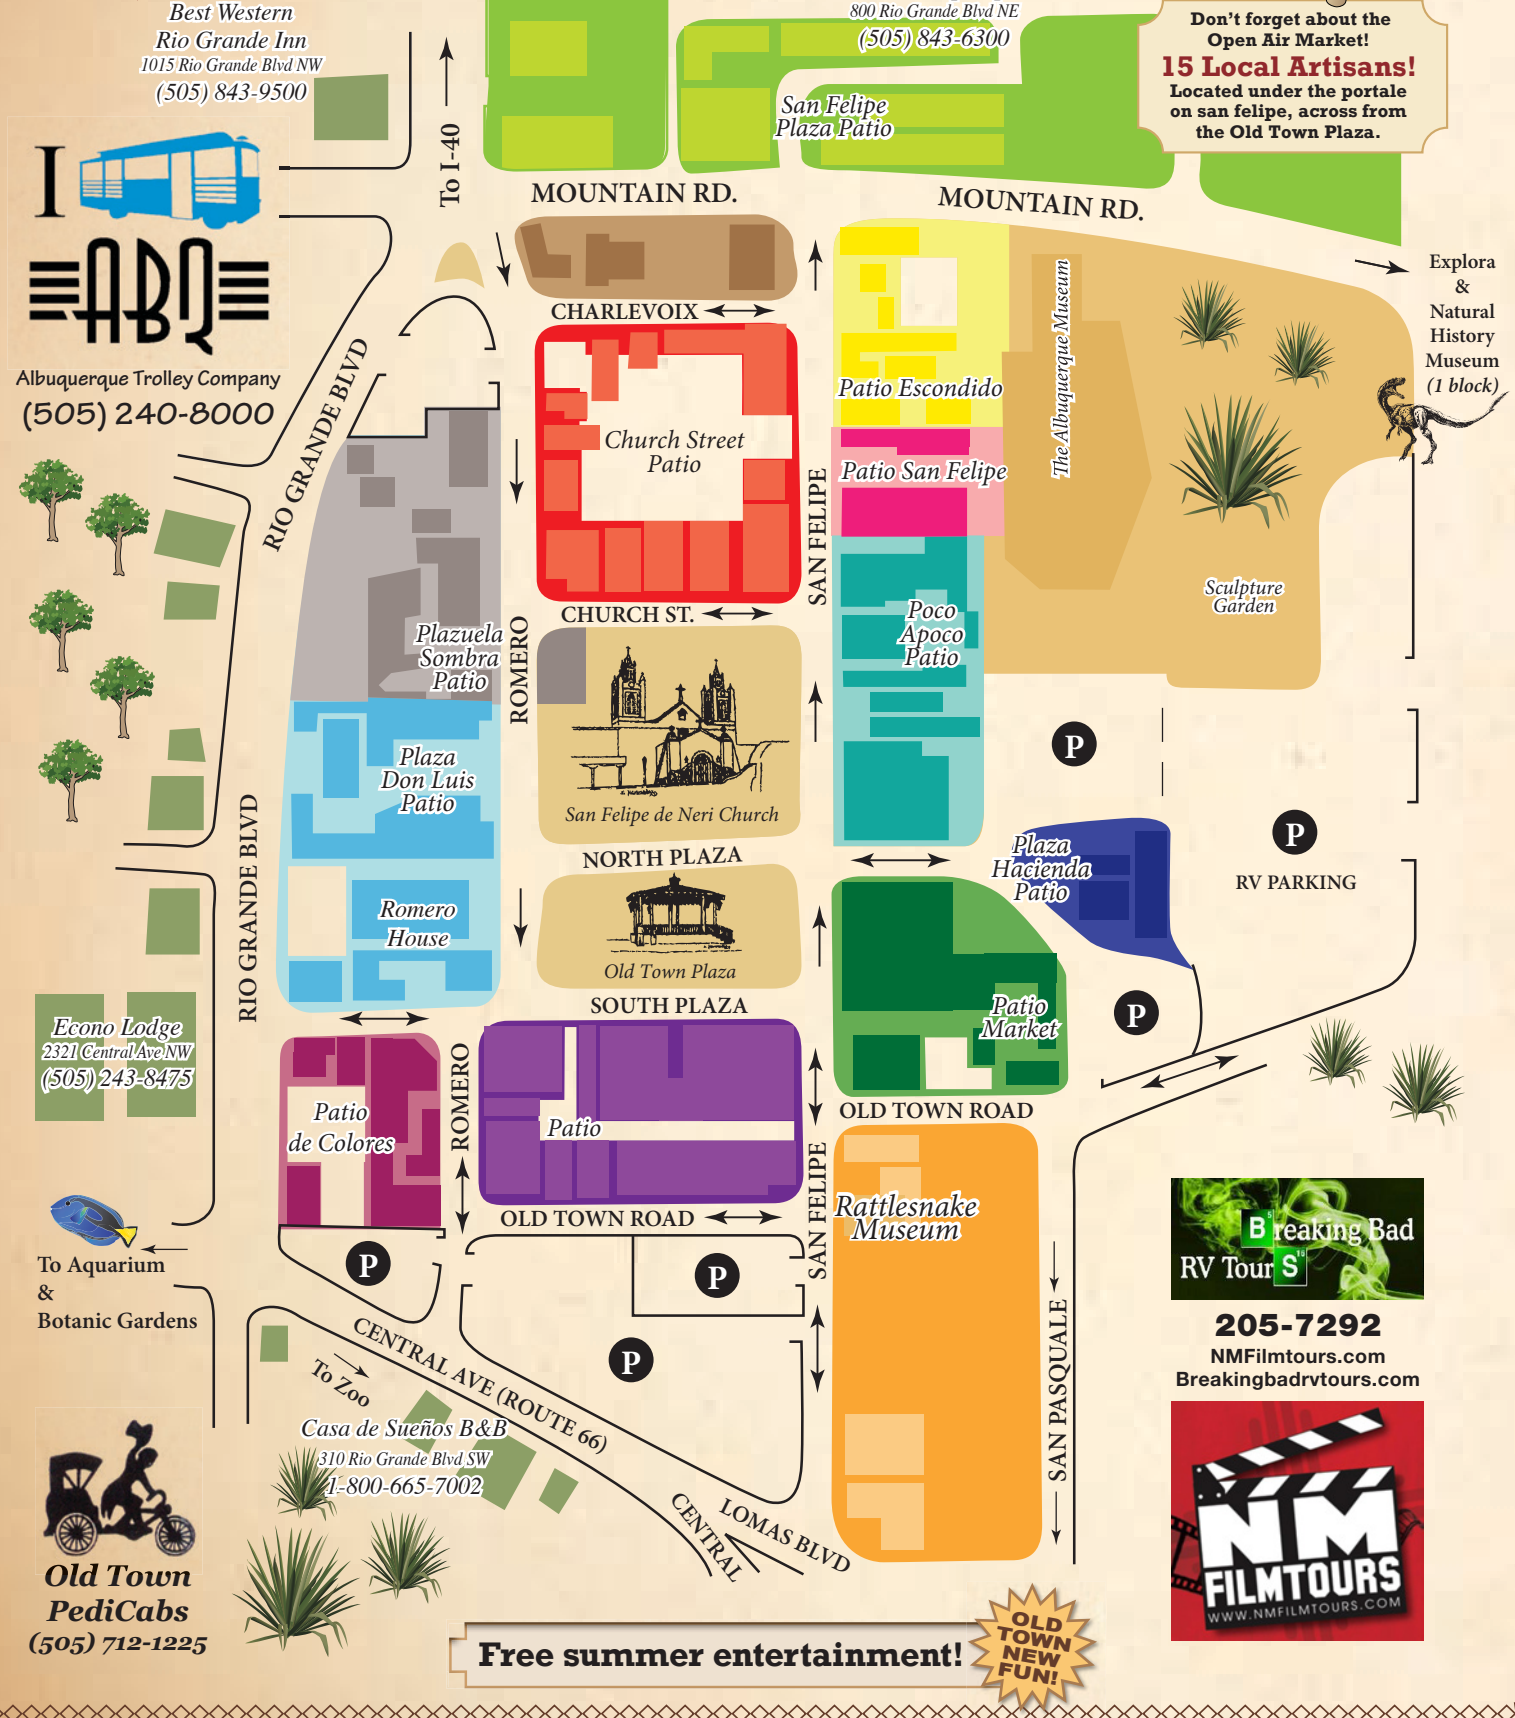 Best Western
Rio Grande Inn
1015 Rio Grande Blvd NW
(505) 843-9500
800 Rio Grande Blvd NE
(505) 843-6300
Don't forget about the
Open Air Market!
15 Local Artisans!
Located under the portale
on san felipe, across from
the Old Town Plaza.
To I-40
San Felipe
Plaza Patio
MOUNTAIN RD.
MOUNTAIN RD.
I
ABQ
Albuquerque Trolley Company
(505) 240-8000
CHARLEVOIX
Explora
&
Natural
History
Museum
(1 block)
RIO GRANDE BLVD
The Albuquerque Museum
Patio Escondido
Church Street
Patio
Patio San Felipe
SAN FELIPE
Sculpture
Garden
CHURCH ST.
Poco
Apoco
Patio
Plazuela
Sombra
Patio
ROMERO
P
Plaza
Don Luis
Patio
San Felipe de Neri Church
P
NORTH PLAZA
Plaza
Hacienda
Patio
RV PARKING
RIO GRANDE BLVD
Romero
House
Old Town Plaza
SOUTH PLAZA
Patio
Market
P
Econo Lodge
2321 Central Ave NW
(505) 243-8475
ROMERO
Patio
de Colores
Patio
OLD TOWN ROAD
SAN FELIPE
Rattlesnake
Museum
OLD TOWN ROAD
Breaking Bad
RV TourS
To Aquarium
&
Botanic Gardens
P
P
P
205-7292
NMFilmtours.com
Breakingbadrvtours.com
CENTRAL AVE (ROUTE 66)
To Zoo
SAN PASQUALE
Casa de Sueños B&B
310 Rio Grande Blvd SW
1-800-665-7002
CENTRAL
LOMAS BLVD
NM
FILMTOURS
WWW.NMFILMTOURS.COM
Old Town
PediCabs
(505) 712-1225
Free summer entertainment!
OLD
TOWN
NEW
FUN!